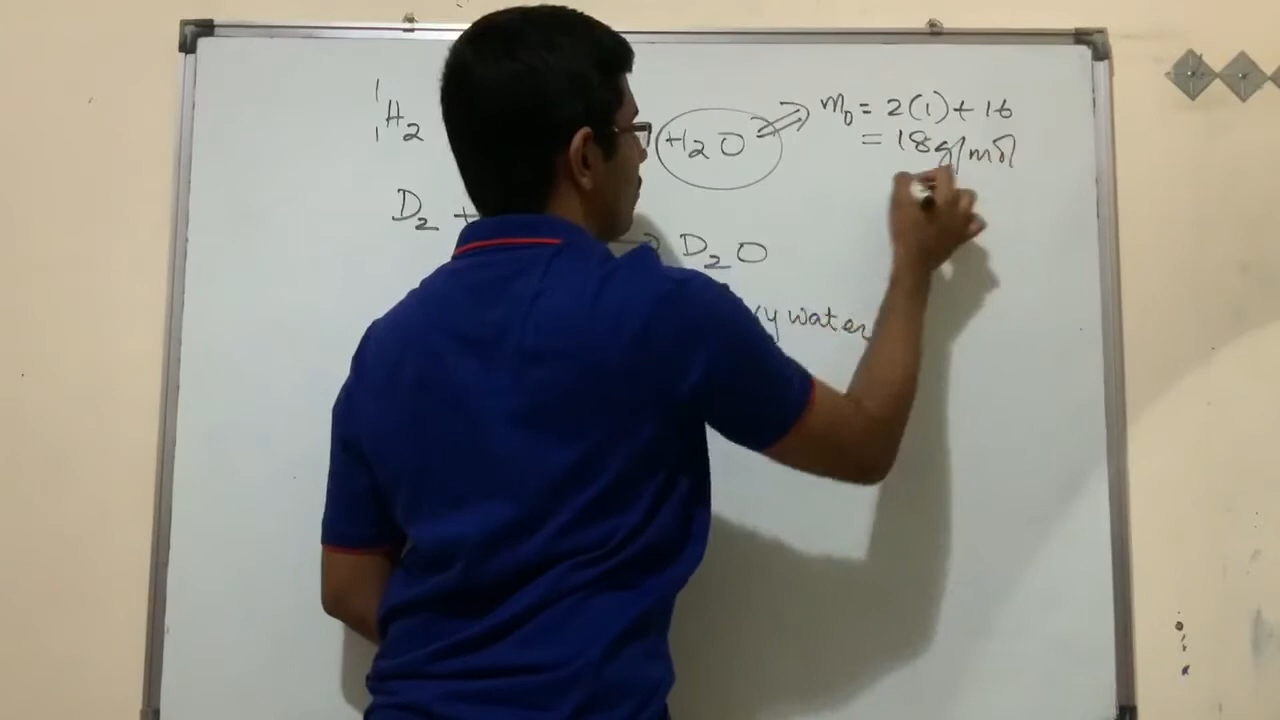 ¹₁H₂
H₂O ⇒ m₀ = 2(1) + 16
= 18 g/mol
D₂ +
→ D₂O
water